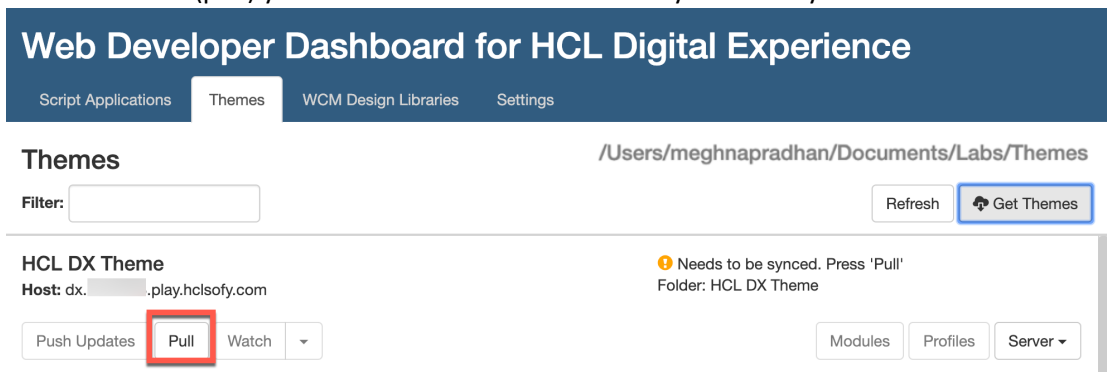 Web Developer Dashboard for HCL Digital Experience
Script Applications Themes WCM Design Libraries Settings
Themes /Users/meghnapradhan/Documents/Labs/Themes
Filter: Refresh Get Themes
HCL DX Theme Needs to be synced. Press 'Pull'
Host: dx. .play.hclsofy.com Folder: HCL DX Theme
Push Updates Pull Watch Modules Profiles Server